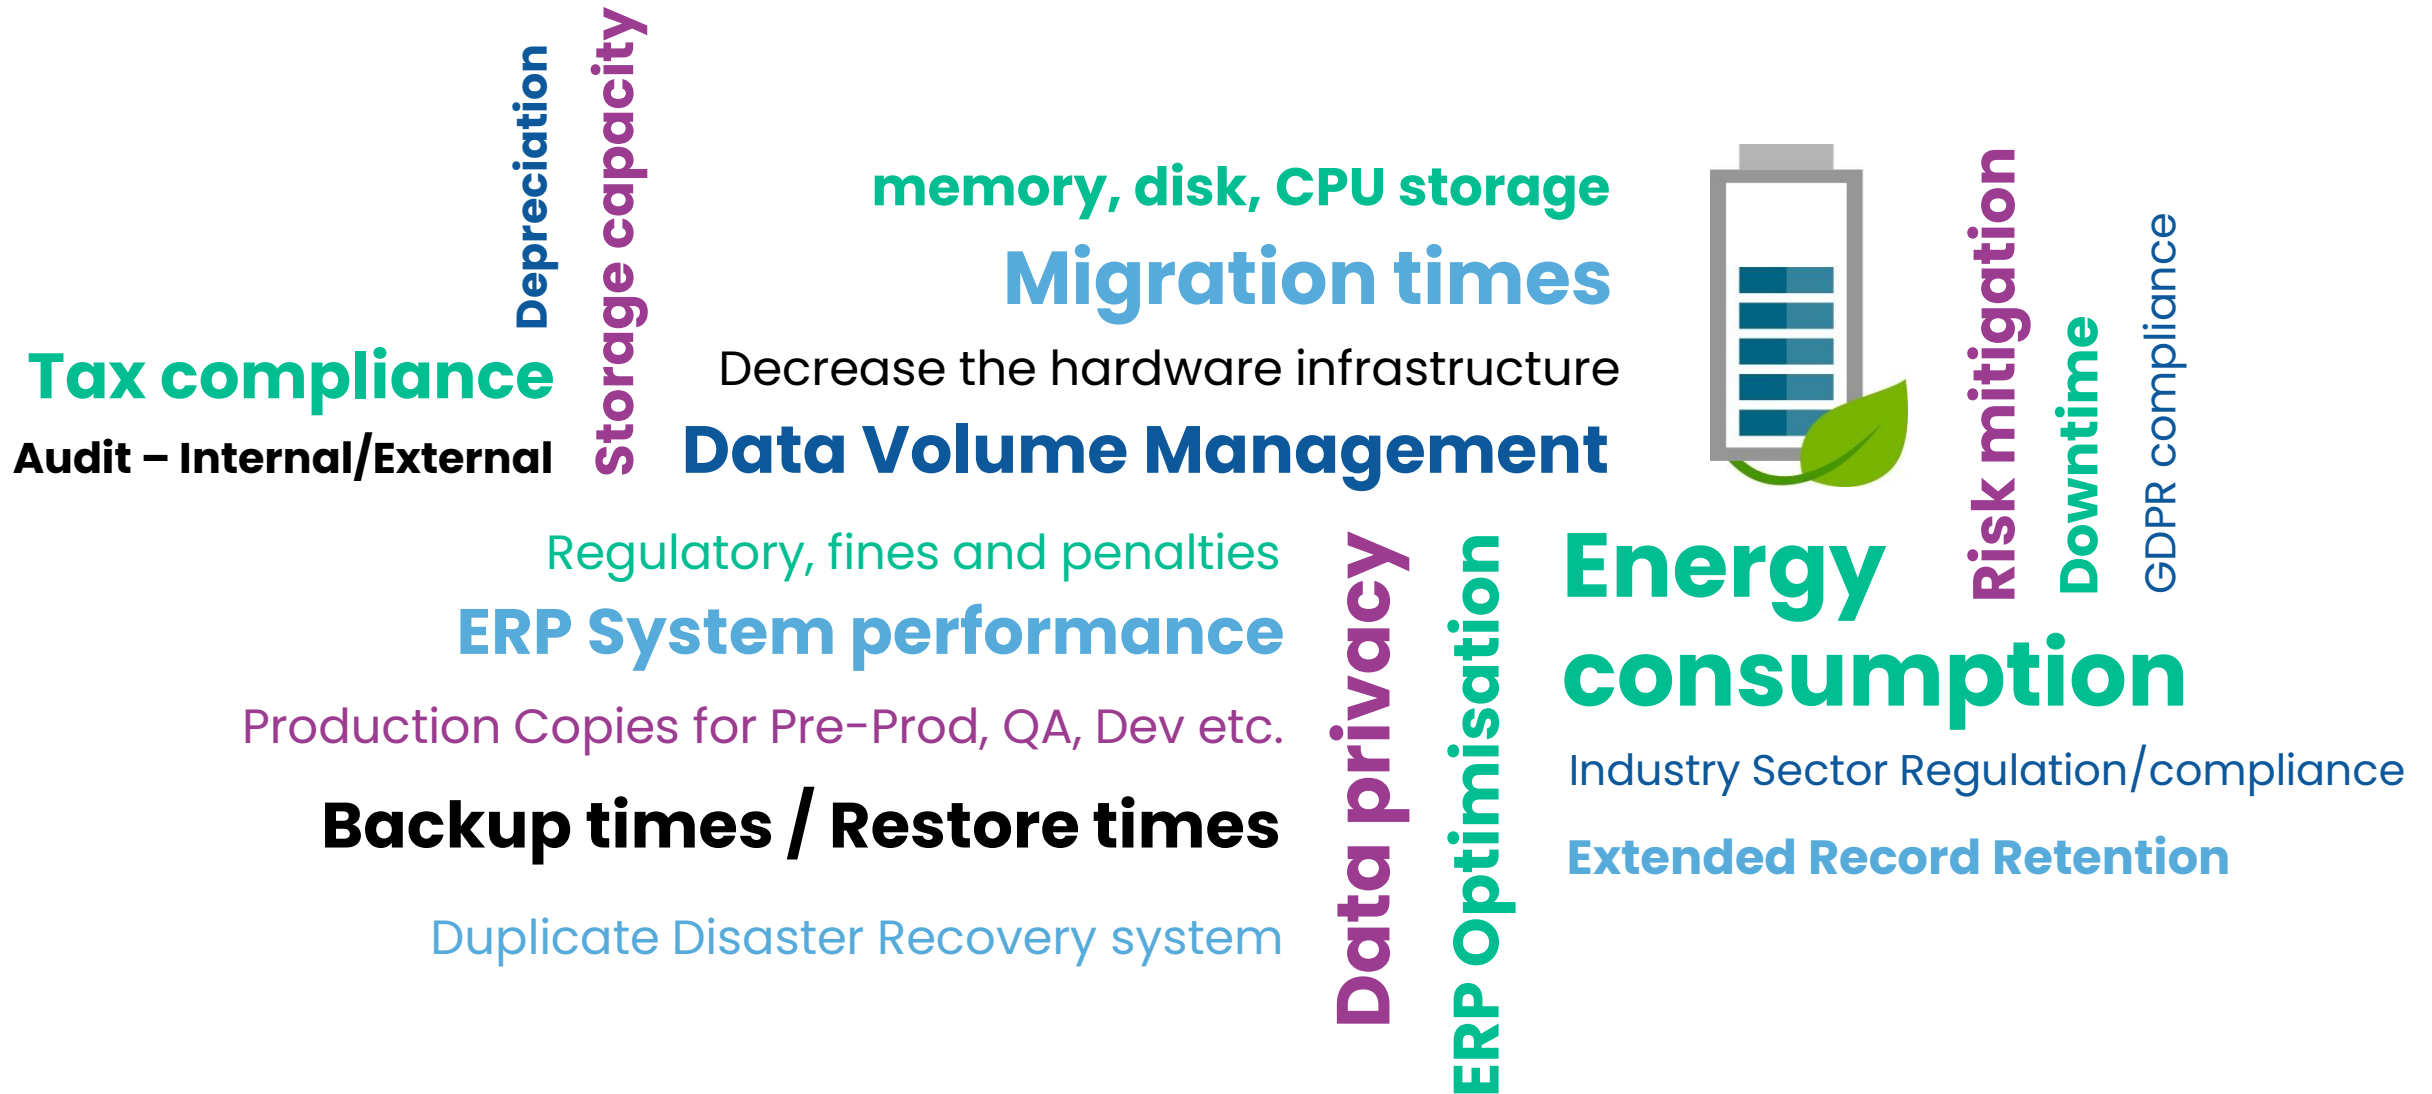 Depreciation
Storage capacity
memory, disk, CPU storage
Migration times
Tax compliance
Decrease the hardware infrastructure
Audit – Internal/External
Data Volume Management
Risk mitigation
Downtime
GDPR compliance
Regulatory, fines and penalties
ERP System performance
Production Copies for Pre-Prod, QA, Dev etc.
Backup times / Restore times
Duplicate Disaster Recovery system
Data privacy
ERP Optimisation
Energy
consumption
Industry Sector Regulation/compliance
Extended Record Retention